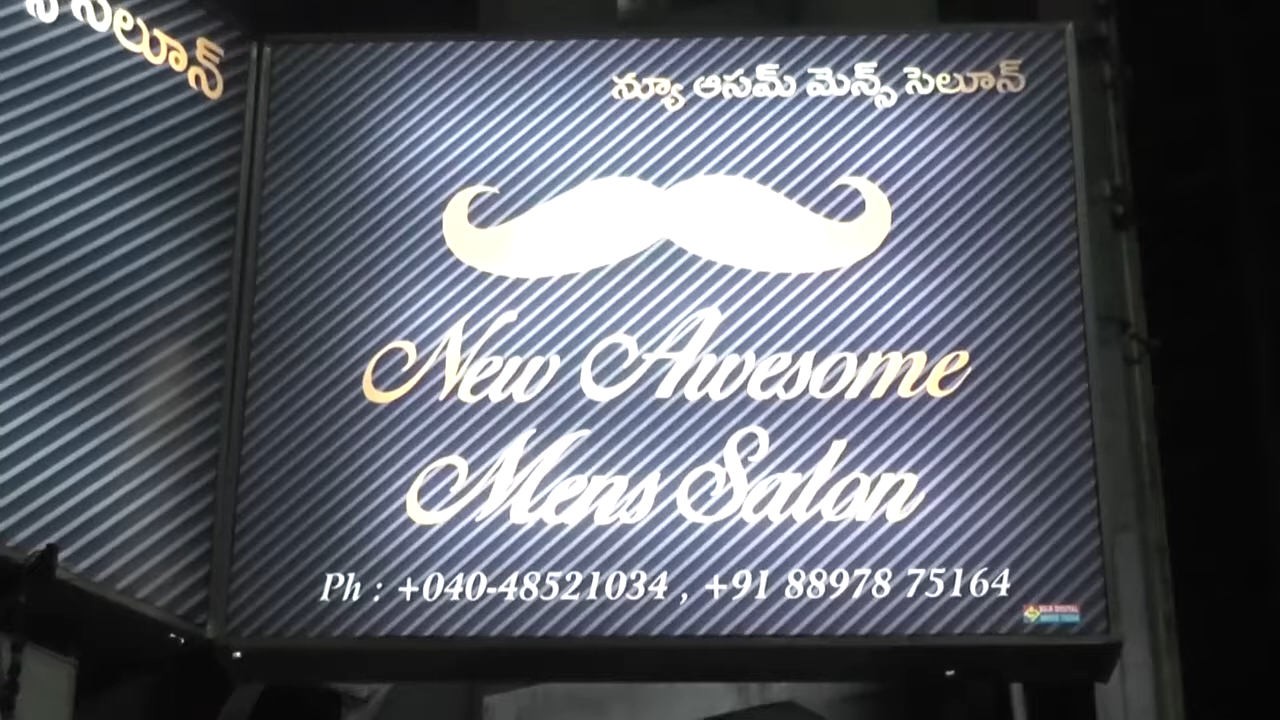 సెలూన్
న్యూ ఆసమ్ మెన్స్ సెలూన్
New Awesome
Mens Salon
Ph : +040-48521034 , +91 88978 75164